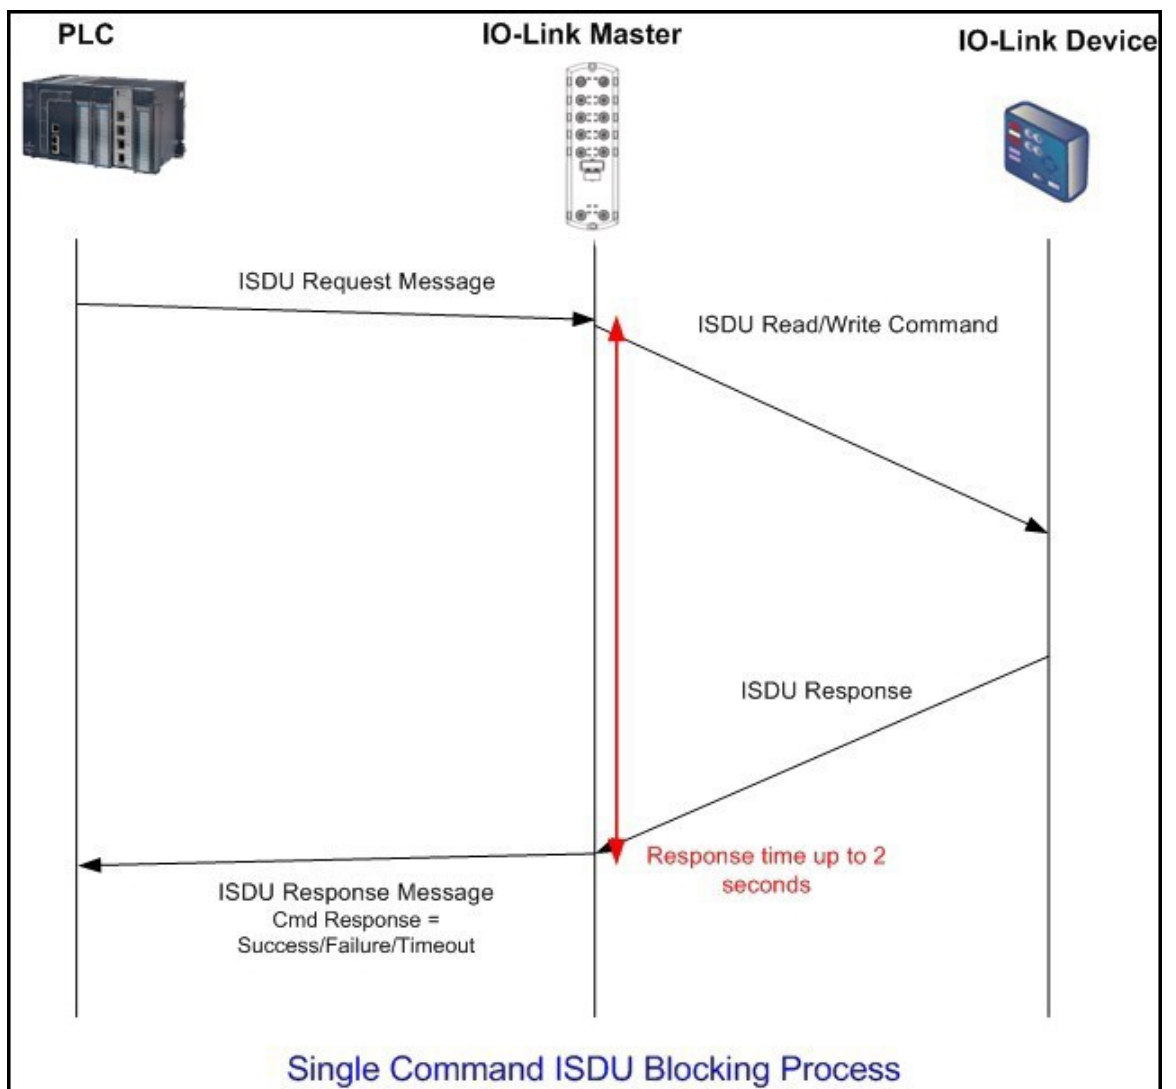 PLC
IO-Link Master
IO-Link Device
ISDU Request Message
ISDU Read/Write Command
ISDU Response
Response time up to 2
seconds
ISDU Response Message
Cmd Response =
Success/Failure/Timeout
Single Command ISDU Blocking Process